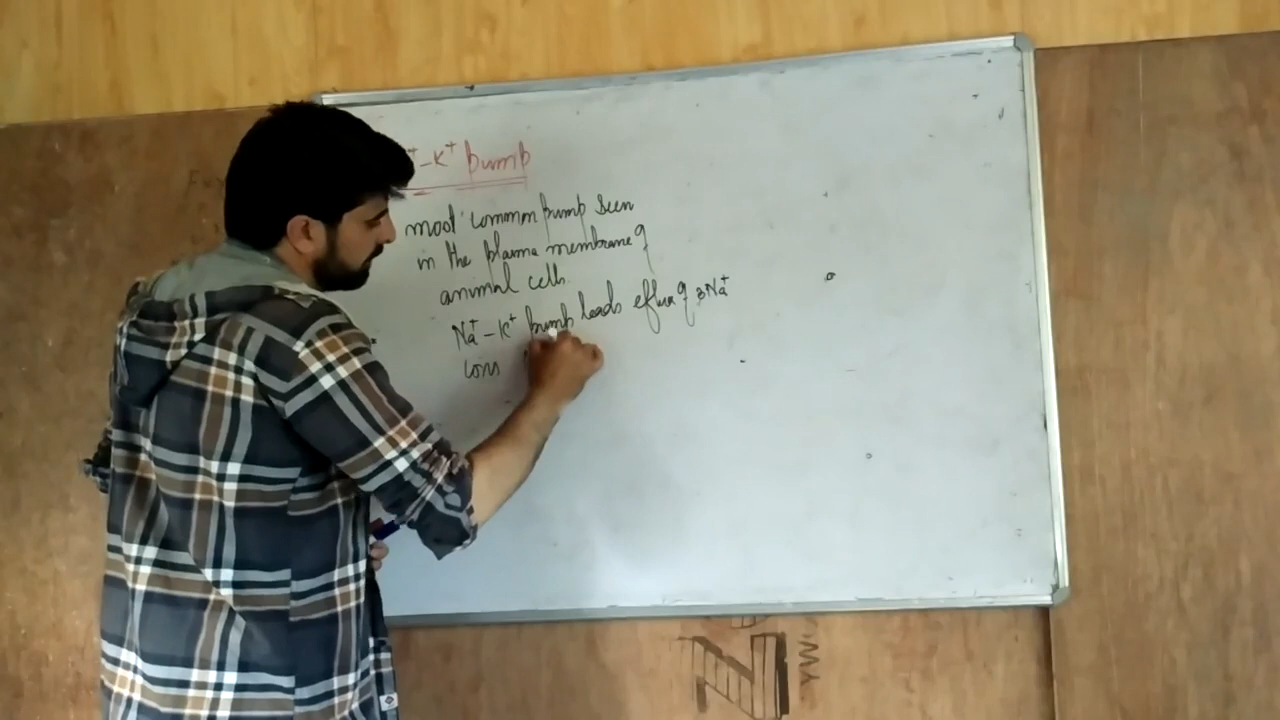 +-K+ pump
most common pump seen
in the plasma membrane of
animal cells.
Na+-K+ pump leads efflux of 3Na+
ions